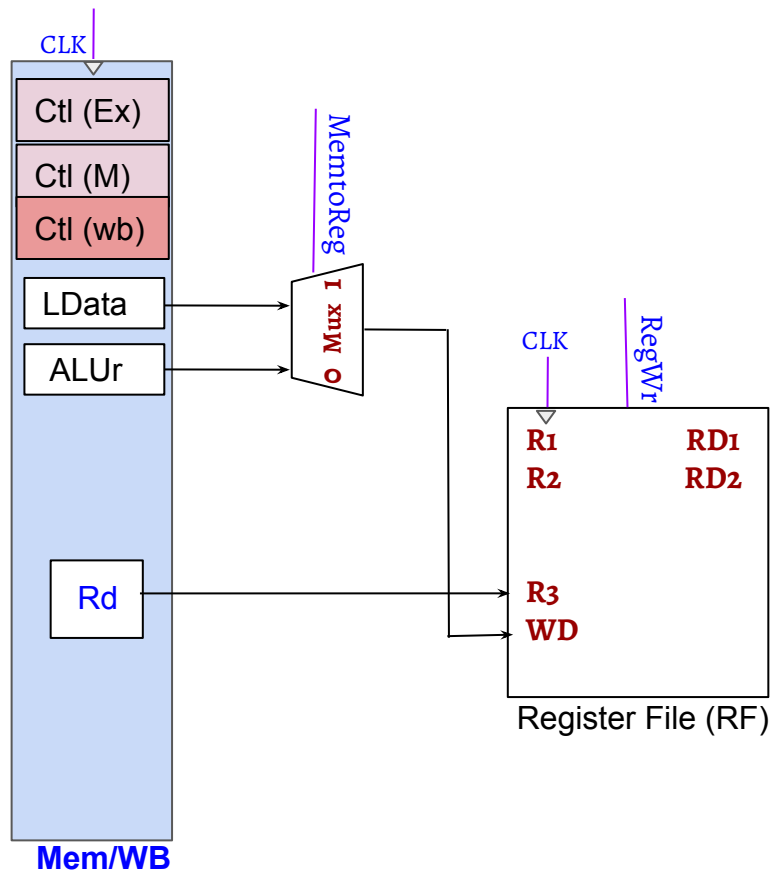 CLK
Ctl (Ex)
Ctl (M)
Ctl (wb)
LData
ALUr
Rd
Mem/WB
MemtoReg
1 Mux 0
CLK
RegWr
R1
RD1
R2
RD2
R3
WD
Register File (RF)